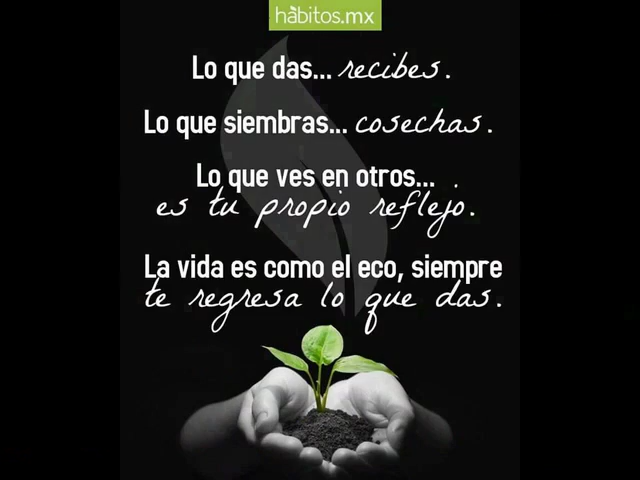 hábitos.mx
Lo que das... recibes.
Lo que siembras... cosechas.
Lo que ves en otros...
es tu propio reflejo.
La vida es como el eco, siempre
te regresa lo que das.